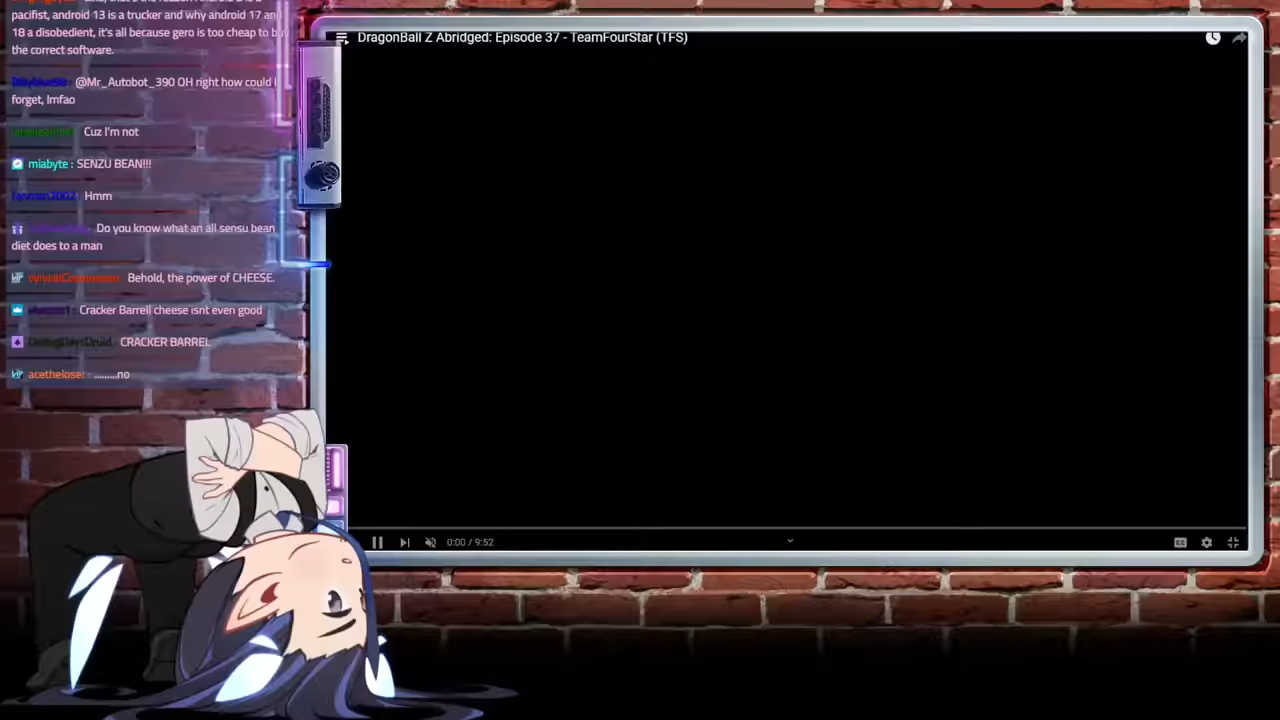 pacifist, android 13 is a trucker and why android 17 an
18 a disobedient, it's all because gero is too cheap to b
the correct software.
@Mr_Autobot_390 OH right how could I
forget, lmfao
Cuz I'm not
miabyte : SENZU BEAN!!!
Hmm
Do you know what an all sensu bean
diet does to a man
Behold, the power of CHEESE.
Cracker Barrell cheese isnt even good
CRACKER BARREL
acetheloser : .........no
DragonBall Z Abridged: Episode 37 - TeamFourStar (TFS)
0:00 / 9:52